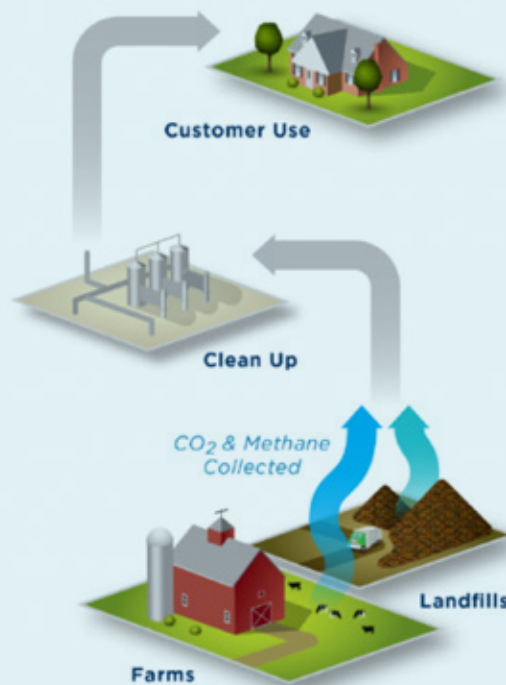 Customer Use
Clean Up
CO₂ & Methane
Collected
Landfills
Farms